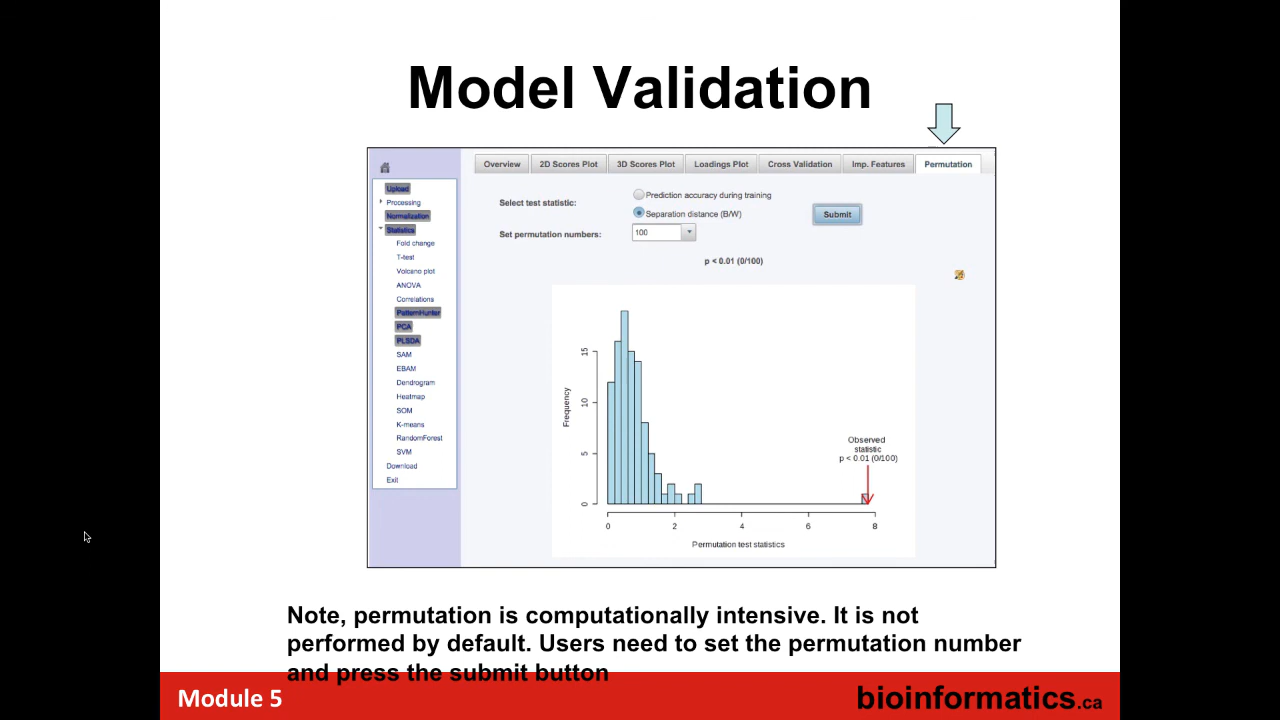 Model Validation
Overview 2D Scores Plot 3D Scores Plot Loadings Plot Cross Validation Imp. Features Permutation
Upload
Processing
Normalization
Statistics
Fold change
T-test
Volcano plot
ANOVA
Correlations
PatternHunter
PCA
PLSDA
SAM
EBAM
Dendrogram
Heatmap
SOM
K-means
RandomForest
SVM
Download
Exit
Select test statistic:
Prediction accuracy during training
Separation distance (B/W)
Submit
Set permutation numbers:
100
p < 0.01 (0/100)
Frequency
15
10
5
0
Observed
statistic
p < 0.01 (0/100)
0 2 4 6 8
Permutation test statistics
Note, permutation is computationally intensive. It is not
performed by default. Users need to set the permutation number
and press the submit button
Module 5
bioinformatics.ca